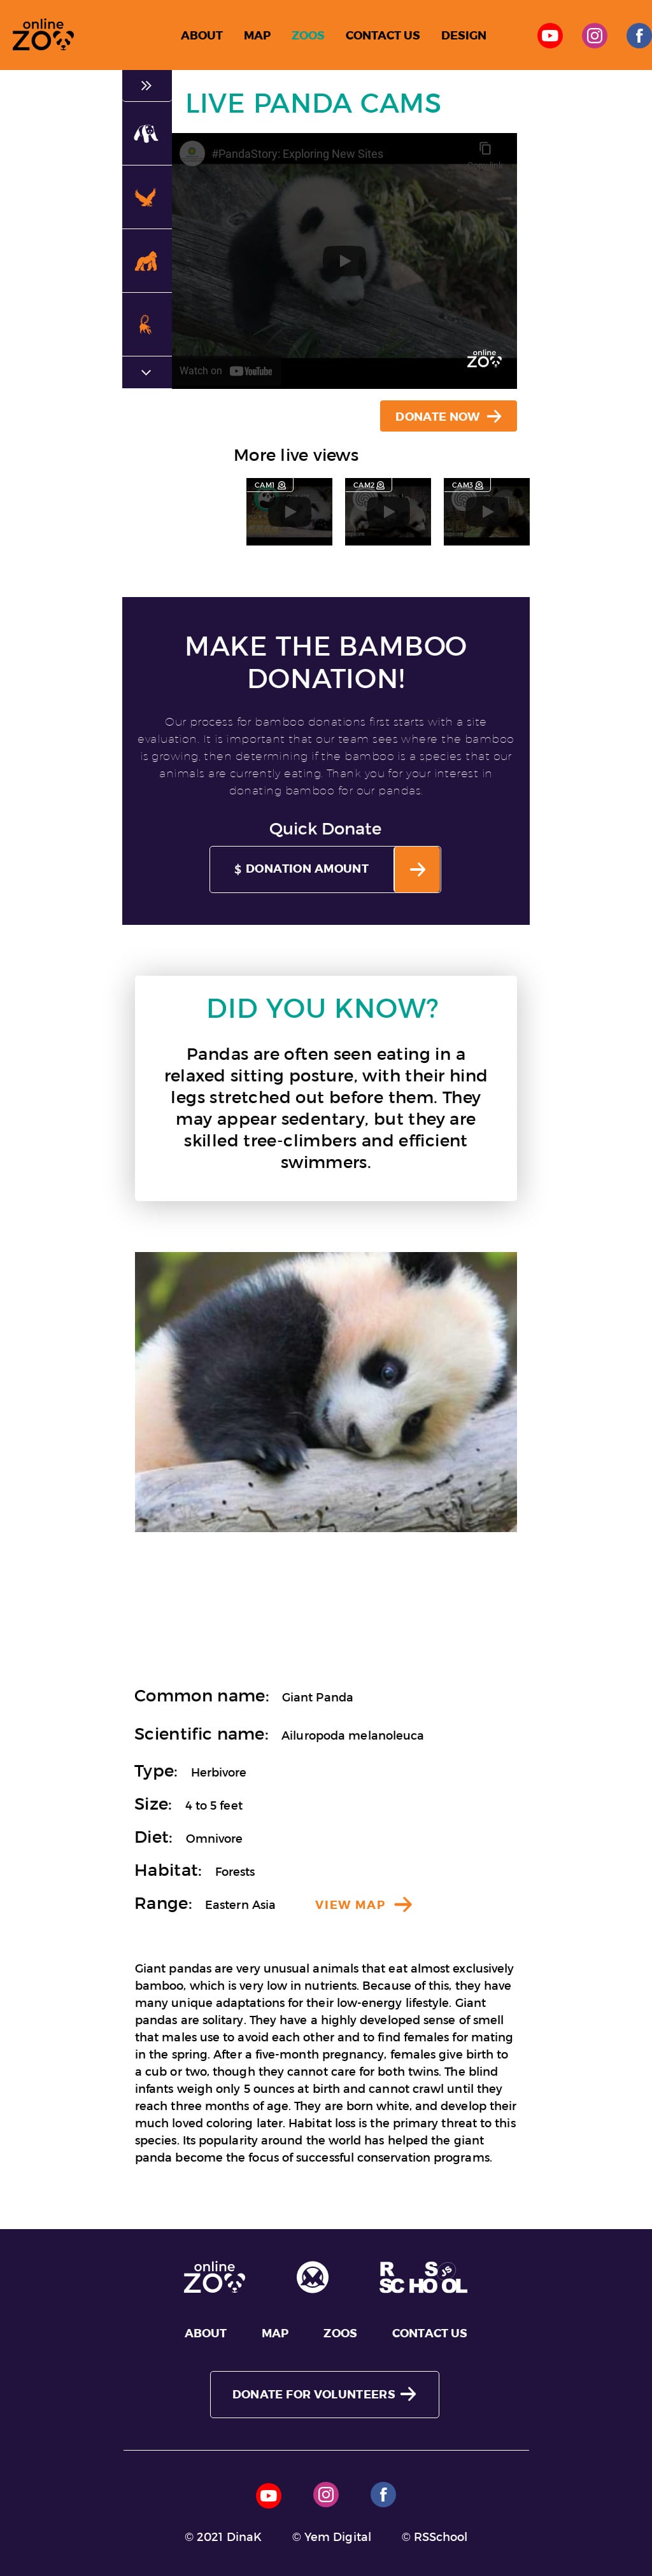 online
ZOO
ABOUT MAP ZOOS CONTACT US DESIGN
LIVE PANDA CAMS
#PandaStory: Exploring New Sites
online
ZOO
Watch on YouTube
DONATE NOW
More live views
CAM1 CAM2 CAM3
MAKE THE BAMBOO
DONATION!
Our process for bamboo donations first starts with a site
evaluation. It is important that our team sees where the bamboo
is growing, then determining if the bamboo is a species that our
animals are currently eating. Thank you for your interest in
donating bamboo for our pandas.
Quick Donate
$ DONATION AMOUNT
DID YOU KNOW?
Pandas are often seen eating in a
relaxed sitting posture, with their hind
legs stretched out before them. They
may appear sedentary, but they are
skilled tree-climbers and efficient
swimmers.
Common name: Giant Panda
Scientific name: Ailuropoda melanoleuca
Type: Herbivore
Size: 4 to 5 feet
Diet: Omnivore
Habitat: Forests
Range: Eastern Asia VIEW MAP
Giant pandas are very unusual animals that eat almost exclusively
bamboo, which is very low in nutrients. Because of this, they have
many unique adaptations for their low-energy lifestyle. Giant
pandas are solitary. They have a highly developed sense of smell
that males use to avoid each other and to find females for mating
in the spring. After a five-month pregnancy, females give birth to
a cub or two, though they cannot care for both twins. The blind
infants weigh only 5 ounces at birth and cannot crawl until they
reach three months of age. They are born white, and develop their
much loved coloring later. Habitat loss is the primary threat to this
species. Its popularity around the world has helped the giant
panda become the focus of successful conservation programs.
online
ZOO
RS
SCHOOL
JS
ABOUT MAP ZOOS CONTACT US
DONATE FOR VOLUNTEERS
© 2021 DinaK © Yem Digital © RSSchool